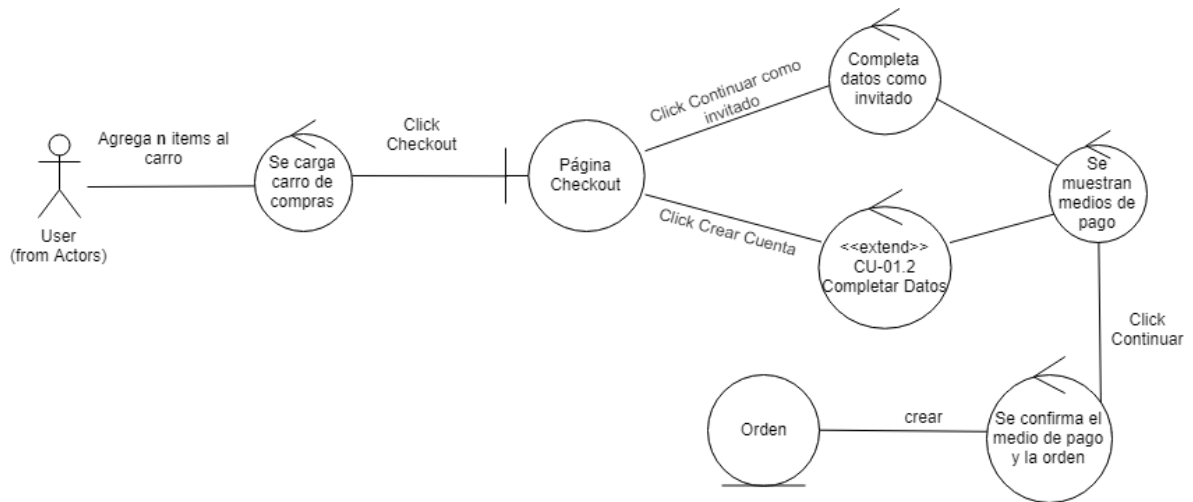 Agrega n items al
carro
User
(from Actors)
Se carga
carro de
compras
Click
Checkout
Página
Checkout
Click Continuar como
invitado
Completa
datos como
invitado
Click Crear Cuenta
<<extend>>
CU-01.2
Completar Datos
Se
muestran
medios de
pago
Click
Continuar
Se confirma el
medio de pago
y la orden
crear
Orden